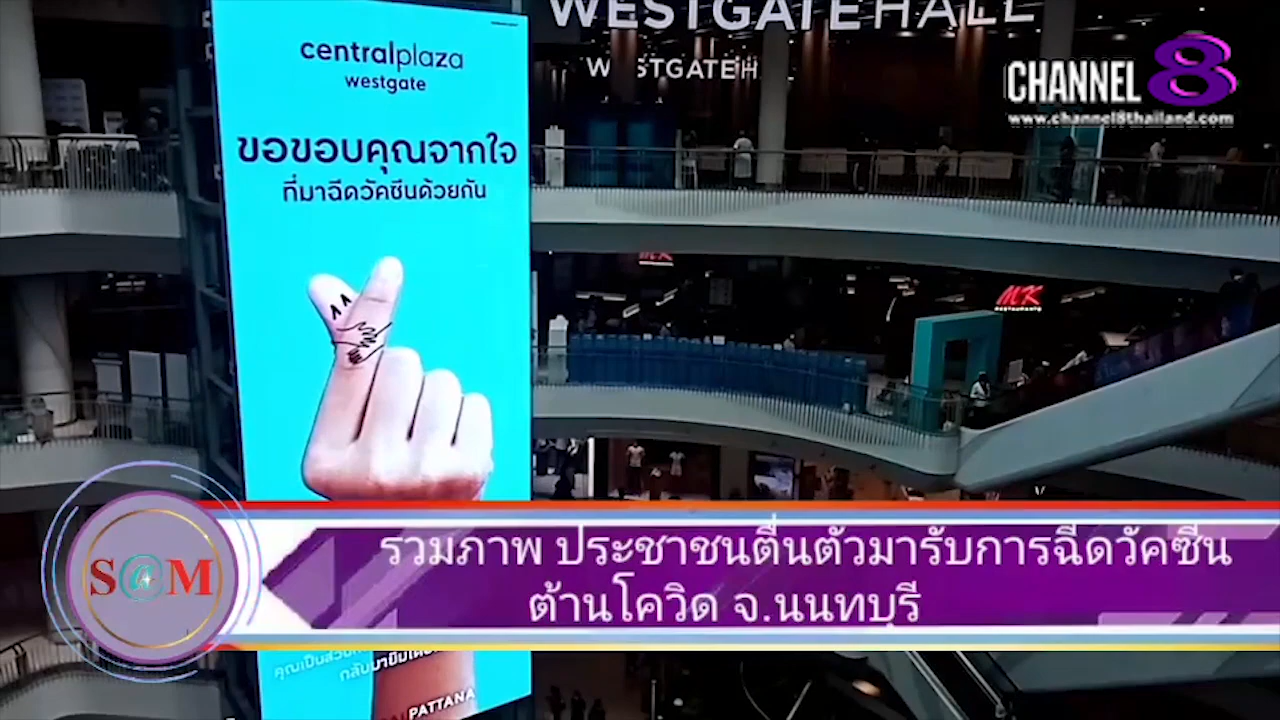 WESTGATEHALL
WESTGATEH
CHANNEL 8
www.channel8thailand.com
centralplaza
westgate
ขอขอบคุณจากใจ
ที่มาฉีดวัคซีนด้วยกัน
MK
MK
RESTAURANTS
รวมภาพ ประชาชนตื่นตัวมารับการฉีดวัคซีน
ต้านโควิด จ.นนทบุรี
S@M
PATTANA